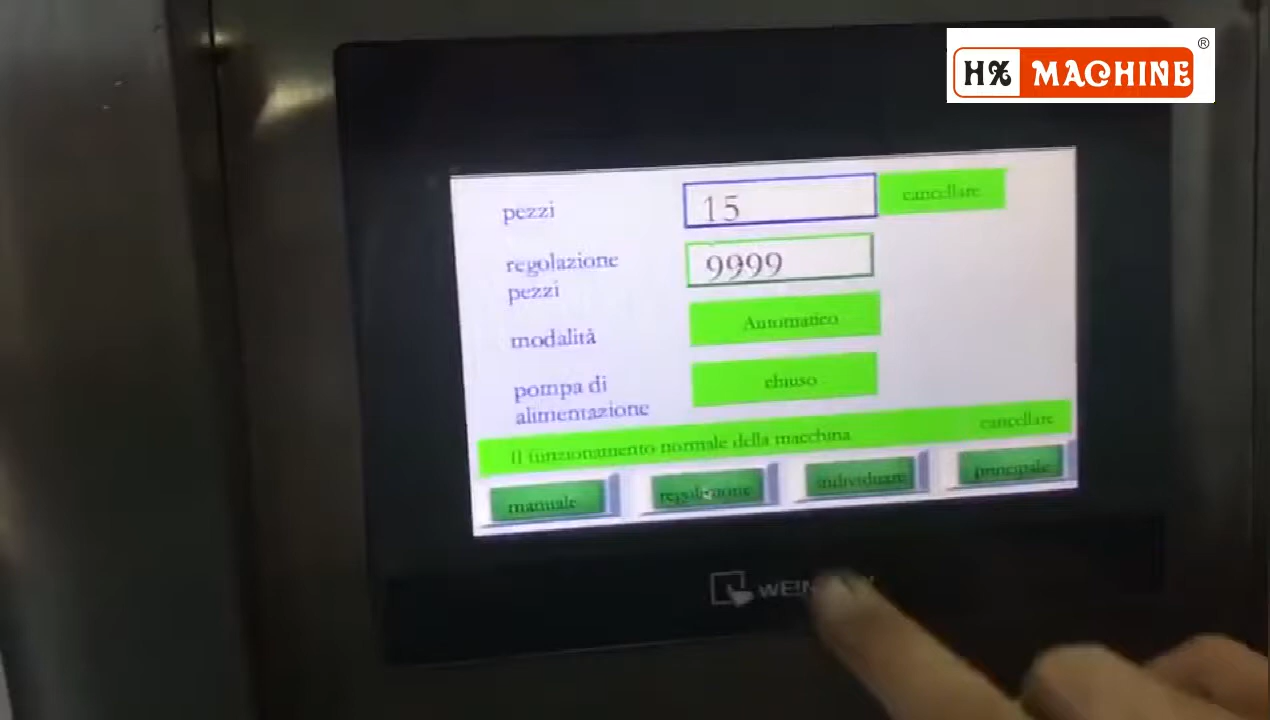 HX MACHINE ®
pezzi
15
cancellare
regolazione
pezzi
9999
modalità
Automatico
pompa di
alimentazione
chiuso
Il funzionamento normale della macchina
cancellare
manuale
regolazione
individuare
principale